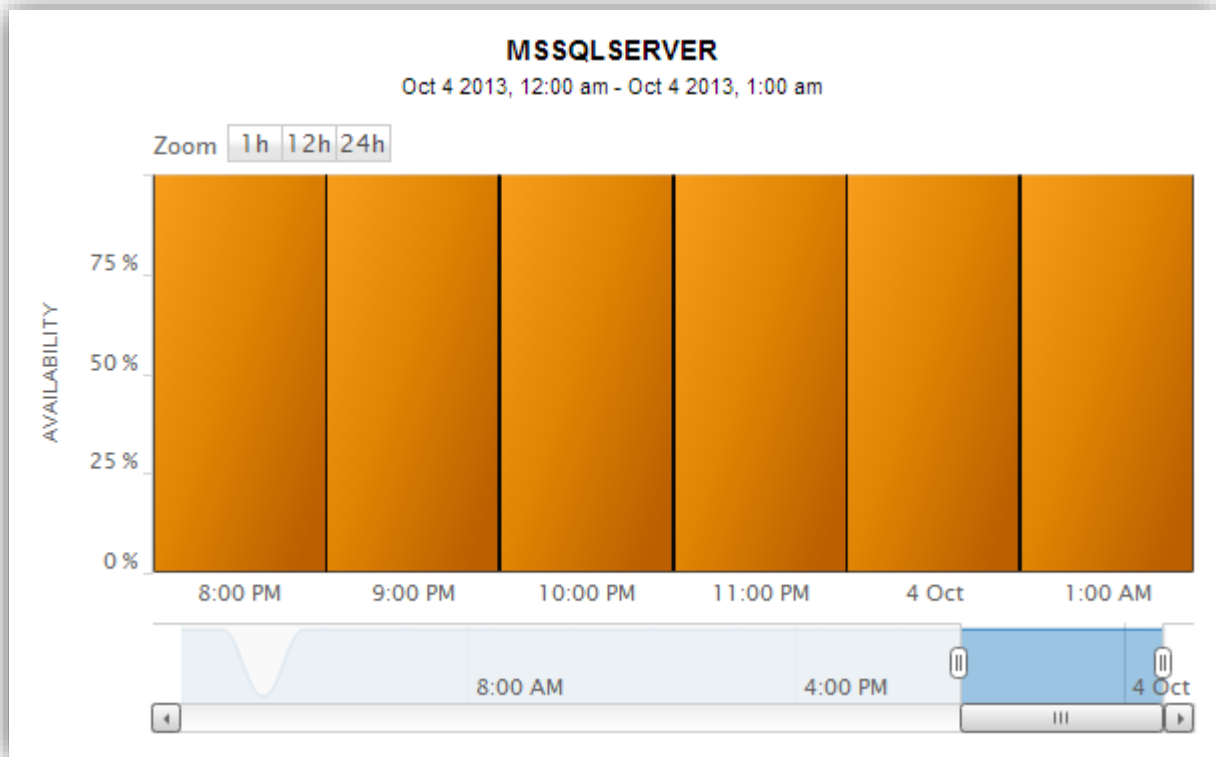 MSSQLSERVER
Oct 4 2013, 12:00 am - Oct 4 2013, 1:00 am
Zoom 1h 12h 24h
75 %
50 %
25 %
0 %
AVAILABILITY
8:00 PM 9:00 PM 10:00 PM 11:00 PM 4 Oct 1:00 AM
8:00 AM 4:00 PM 4 Oct